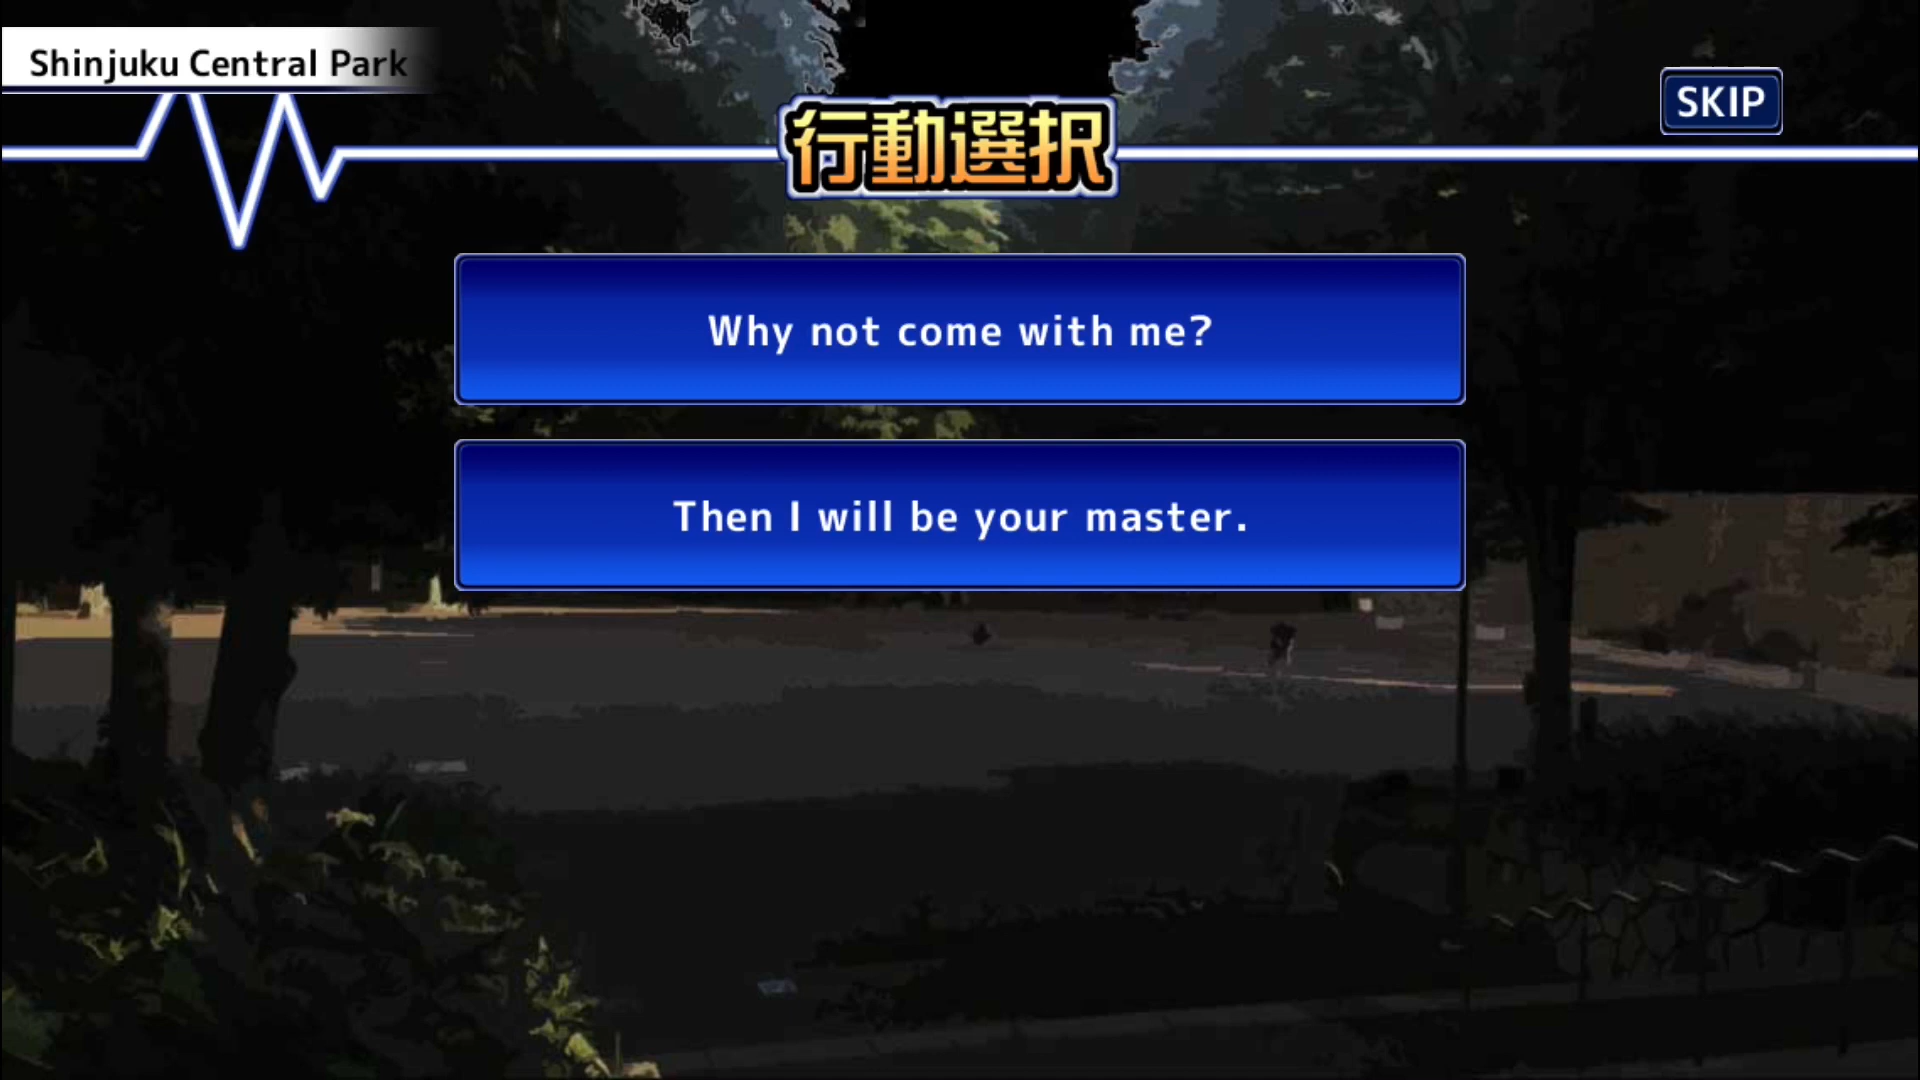 Shinjuku Central Park
SKIP
行動選択
Why not come with me?
Then I will be your master.